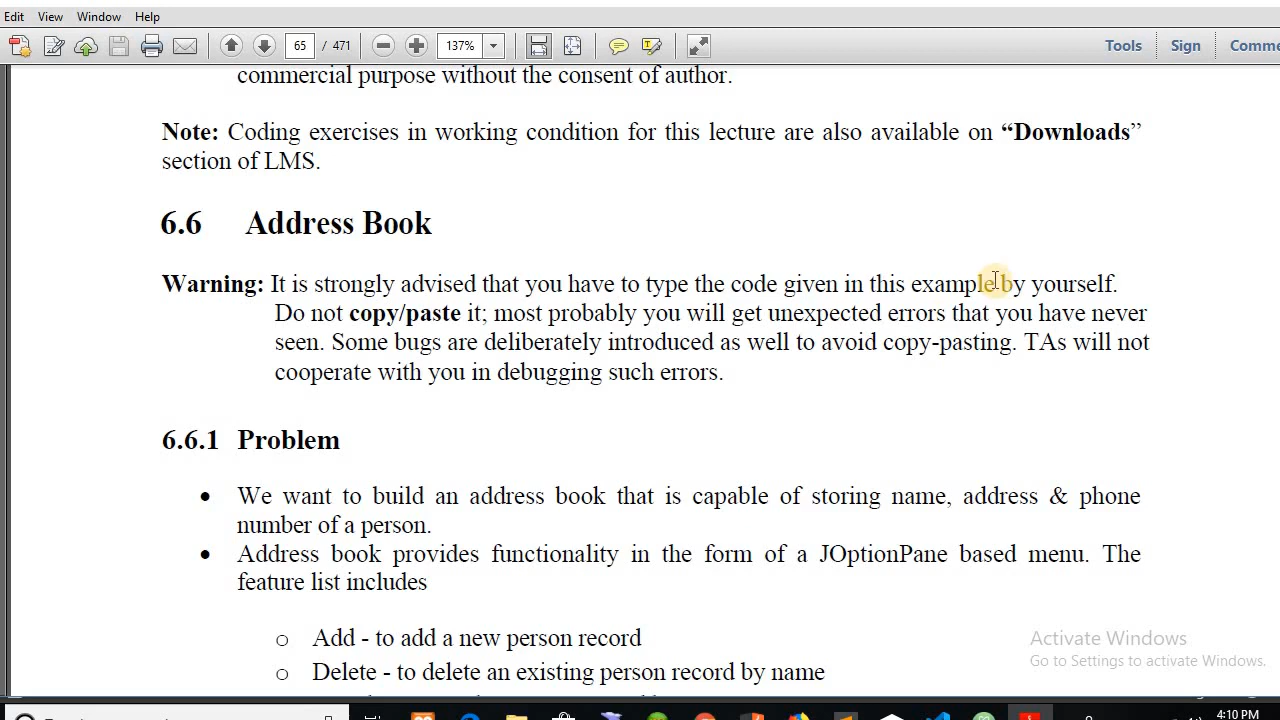 Edit View Window Help
65 / 471 137% Tools Sign Comme
commercial purpose without the consent of author.
Note: Coding exercises in working condition for this lecture are also available on “Downloads”
section of LMS.
6.6 Address Book
Warning: It is strongly advised that you have to type the code given in this example by yourself.
Do not copy/paste it; most probably you will get unexpected errors that you have never
seen. Some bugs are deliberately introduced as well to avoid copy-pasting. TAs will not
cooperate with you in debugging such errors.
6.6.1 Problem
• We want to build an address book that is capable of storing name, address & phone
number of a person.
• Address book provides functionality in the form of a JOptionPane based menu. The
feature list includes
o Add - to add a new person record
o Delete - to delete an existing person record by name
Activate Windows
Go to Settings to activate Windows.
4:10 PM